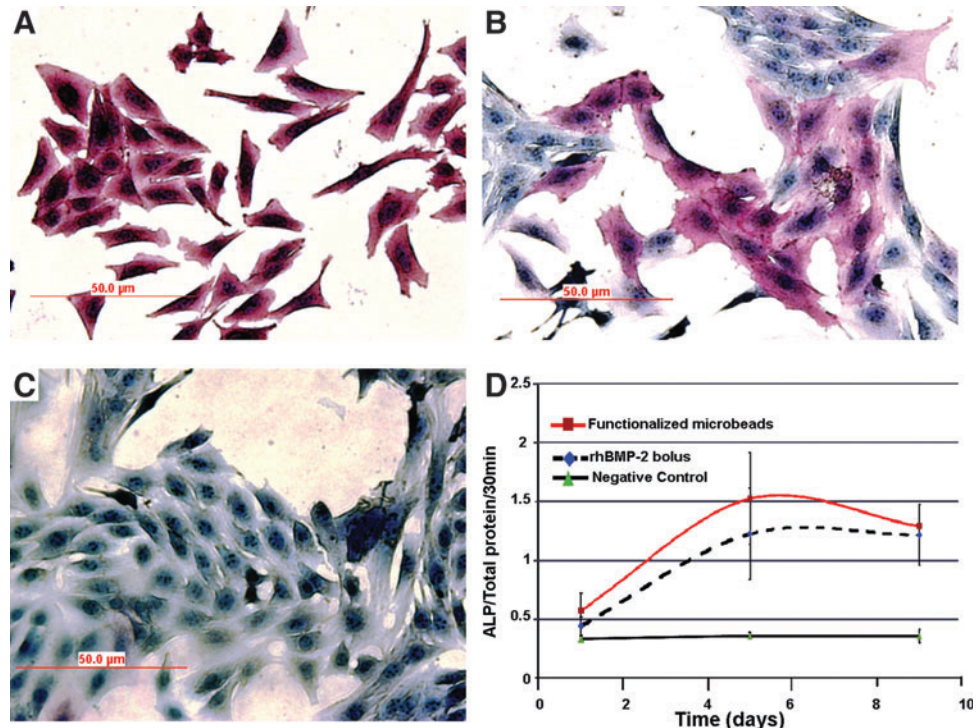 A
50.0 µm
B
50.0 µm
C
50.0 µm
D
2.5
2
1.5
1
0.5
0
0 2 4 6 8 10
ALP/Total protein/30min
Time (days)
Functionalized microbeads
rhBMP-2 bolus
Negative Control